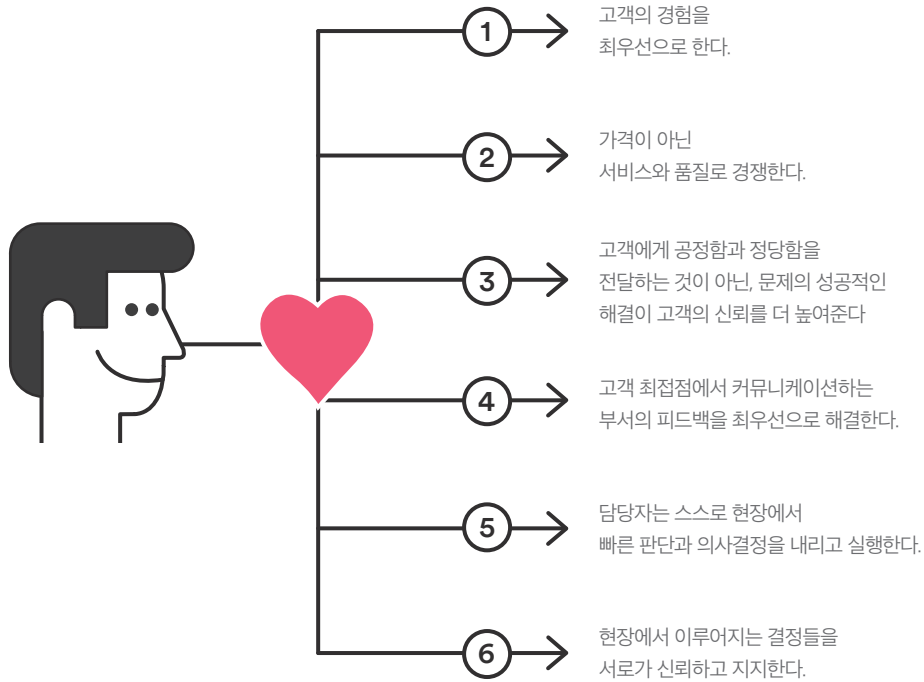 1
고객의 경험을
최우선으로 한다.
2
가격이 아닌
서비스와 품질로 경쟁한다.
3
고객에게 공정함과 정당함을
전달하는 것이 아닌, 문제의 성공적인
해결이 고객의 신뢰를 더 높여준다
4
고객 최접점에서 커뮤니케이션하는
부서의 피드백을 최우선으로 해결한다.
5
담당자는 스스로 현장에서
빠른 판단과 의사결정을 내리고 실행한다.
6
현장에서 이루어지는 결정들을
서로가 신뢰하고 지지한다.